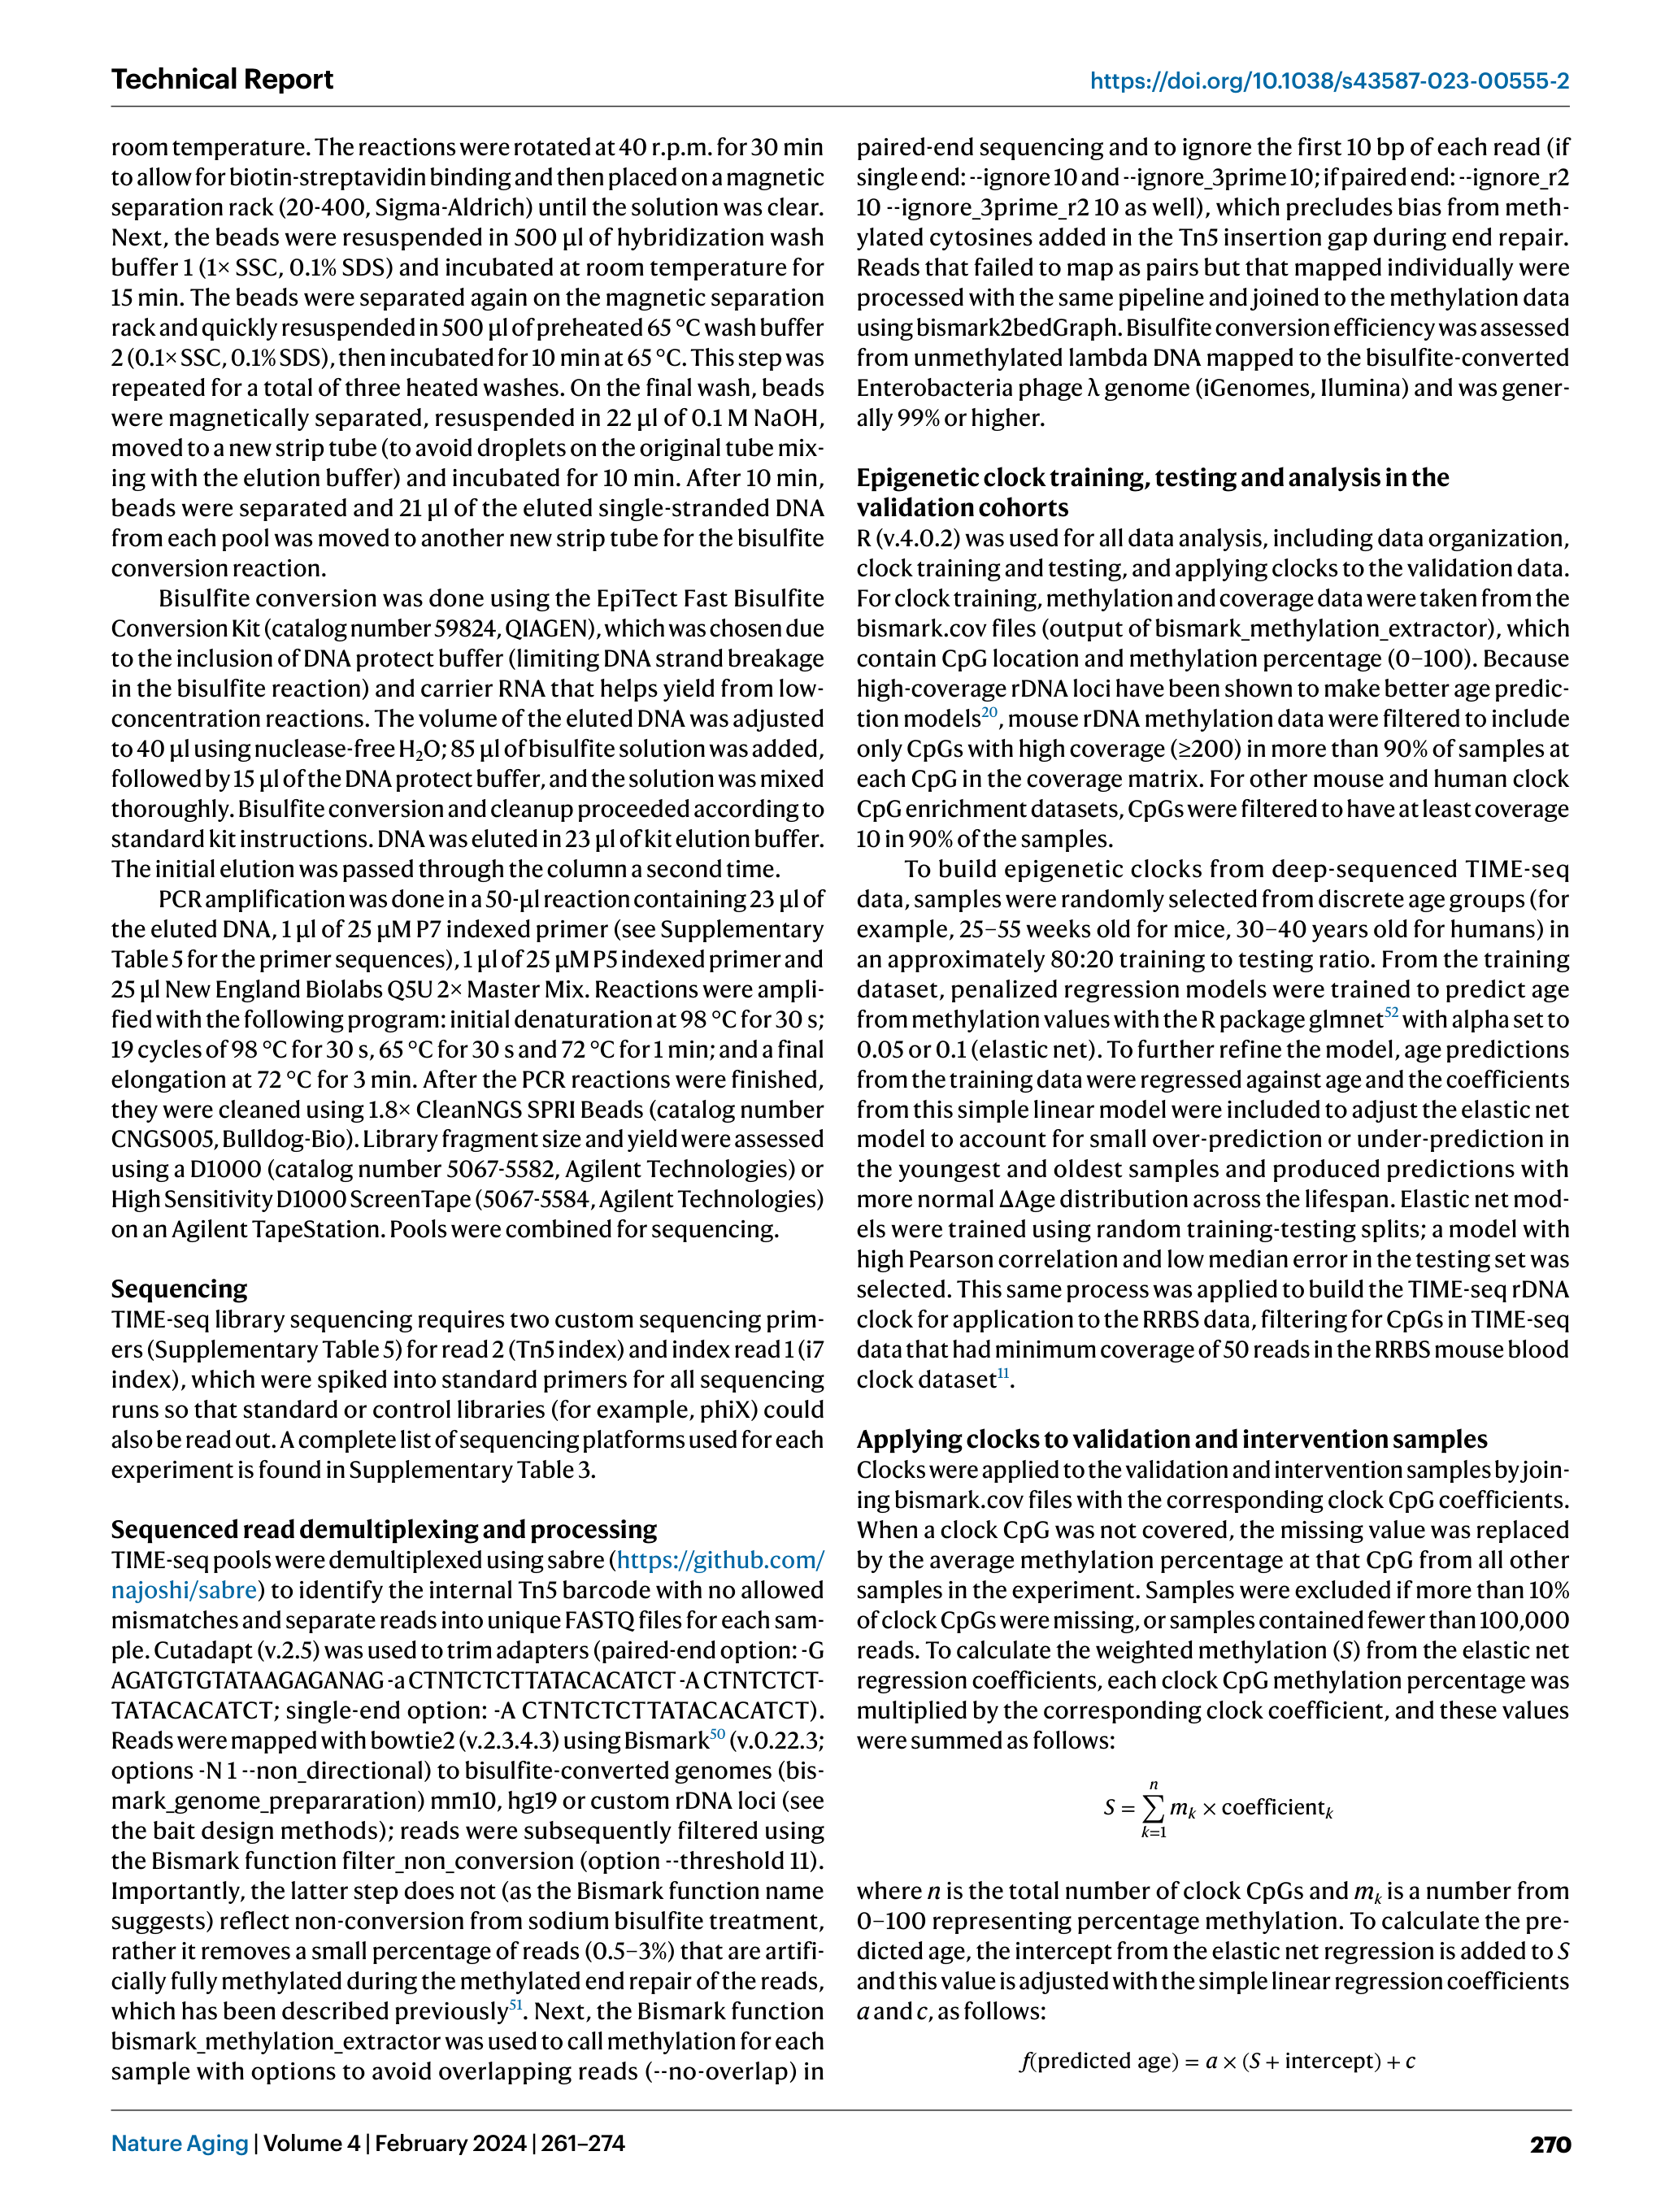 Technical Report
https://doi.org/10.1038/s43587-023-00555-2
room temperature. The reactions were rotated at 40 r.p.m. for 30 min
to allow for biotin-streptavidin binding and then placed on a magnetic
separation rack (20-400, Sigma-Aldrich) until the solution was clear.
Next, the beads were resuspended in 500 µl of hybridization wash
buffer 1 (1× SSC, 0.1% SDS) and incubated at room temperature for
15 min. The beads were separated again on the magnetic separation
rack and quickly resuspended in 500 µl of preheated 65 °C wash buffer
2 (0.1× SSC, 0.1% SDS), then incubated for 10 min at 65 °C. This step was
repeated for a total of three heated washes. On the final wash, beads
were magnetically separated, resuspended in 22 µl of 0.1 M NaOH,
moved to a new strip tube (to avoid droplets on the original tube mix-
ing with the elution buffer) and incubated for 10 min. After 10 min,
beads were separated and 21 µl of the eluted single-stranded DNA
from each pool was moved to another new strip tube for the bisulfite
conversion reaction.
Bisulfite conversion was done using the EpiTect Fast Bisulfite
Conversion Kit (catalog number 59824, QIAGEN), which was chosen due
to the inclusion of DNA protect buffer (limiting DNA strand breakage
in the bisulfite reaction) and carrier RNA that helps yield from low-
concentration reactions. The volume of the eluted DNA was adjusted
to 40 µl using nuclease-free H₂O; 85 µl of bisulfite solution was added,
followed by 15 µl of the DNA protect buffer, and the solution was mixed
thoroughly. Bisulfite conversion and cleanup proceeded according to
standard kit instructions. DNA was eluted in 23 µl of kit elution buffer.
The initial elution was passed through the column a second time.
PCR amplification was done in a 50-µl reaction containing 23 µl of
the eluted DNA, 1 µl of 25 µM P7 indexed primer (see Supplementary
Table 5 for the primer sequences), 1 µl of 25 µM P5 indexed primer and
25 µl New England Biolabs Q5U 2× Master Mix. Reactions were ampli-
fied with the following program: initial denaturation at 98 °C for 30 s;
19 cycles of 98 °C for 30 s, 65 °C for 30 s and 72 °C for 1 min; and a final
elongation at 72 °C for 3 min. After the PCR reactions were finished,
they were cleaned using 1.8× CleanNGS SPRI Beads (catalog number
CNGS005, Bulldog-Bio). Library fragment size and yield were assessed
using a D1000 (catalog number 5067-5582, Agilent Technologies) or
High Sensitivity D1000 ScreenTape (5067-5584, Agilent Technologies)
on an Agilent TapeStation. Pools were combined for sequencing.
Sequencing
TIME-seq library sequencing requires two custom sequencing prim-
ers (Supplementary Table 5) for read 2 (Tn5 index) and index read 1 (i7
index), which were spiked into standard primers for all sequencing
runs so that standard or control libraries (for example, phiX) could
also be read out. A complete list of sequencing platforms used for each
experiment is found in Supplementary Table 3.
Sequenced read demultiplexing and processing
TIME-seq pools were demultiplexed using sabre (https://github.com/
najoshi/sabre) to identify the internal Tn5 barcode with no allowed
mismatches and separate reads into unique FASTQ files for each sam-
ple. Cutadapt (v.2.5) was used to trim adapters (paired-end option: -G
AGATGTGTATAAGAGANAG -a CTNTCTCTTATACACATCT -A CTNTCTCT-
TATACACATCT; single-end option: -A CTNTCTCTTATACACATCT).
Reads were mapped with bowtie2 (v.2.3.4.3) using Bismark⁵⁰ (v.0.22.3;
options -N 1 --non_directional) to bisulfite-converted genomes (bis-
mark_genome_prepararation) mm10, hg19 or custom rDNA loci (see
the bait design methods); reads were subsequently filtered using
the Bismark function filter_non_conversion (option --threshold 11).
Importantly, the latter step does not (as the Bismark function name
suggests) reflect non-conversion from sodium bisulfite treatment,
rather it removes a small percentage of reads (0.5–3%) that are artifi-
cially fully methylated during the methylated end repair of the reads,
which has been described previously⁵¹. Next, the Bismark function
bismark_methylation_extractor was used to call methylation for each
sample with options to avoid overlapping reads (--no-overlap) in
paired-end sequencing and to ignore the first 10 bp of each read (if
single end: --ignore 10 and --ignore_3prime 10; if paired end: --ignore_r2
10 --ignore_3prime_r2 10 as well), which precludes bias from meth-
ylated cytosines added in the Tn5 insertion gap during end repair.
Reads that failed to map as pairs but that mapped individually were
processed with the same pipeline and joined to the methylation data
using bismark2bedGraph. Bisulfite conversion efficiency was assessed
from unmethylated lambda DNA mapped to the bisulfite-converted
Enterobacteria phage λ genome (iGenomes, Ilumina) and was gener-
ally 99% or higher.
Epigenetic clock training, testing and analysis in the
validation cohorts
R (v.4.0.2) was used for all data analysis, including data organization,
clock training and testing, and applying clocks to the validation data.
For clock training, methylation and coverage data were taken from the
bismark.cov files (output of bismark_methylation_extractor), which
contain CpG location and methylation percentage (0–100). Because
high-coverage rDNA loci have been shown to make better age predic-
tion models²⁰, mouse rDNA methylation data were filtered to include
only CpGs with high coverage (≥200) in more than 90% of samples at
each CpG in the coverage matrix. For other mouse and human clock
CpG enrichment datasets, CpGs were filtered to have at least coverage
10 in 90% of the samples.
To build epigenetic clocks from deep-sequenced TIME-seq
data, samples were randomly selected from discrete age groups (for
example, 25–55 weeks old for mice, 30–40 years old for humans) in
an approximately 80:20 training to testing ratio. From the training
dataset, penalized regression models were trained to predict age
from methylation values with the R package glmnet⁵² with alpha set to
0.05 or 0.1 (elastic net). To further refine the model, age predictions
from the training data were regressed against age and the coefficients
from this simple linear model were included to adjust the elastic net
model to account for small over-prediction or under-prediction in
the youngest and oldest samples and produced predictions with
more normal ΔAge distribution across the lifespan. Elastic net mod-
els were trained using random training-testing splits; a model with
high Pearson correlation and low median error in the testing set was
selected. This same process was applied to build the TIME-seq rDNA
clock for application to the RRBS data, filtering for CpGs in TIME-seq
data that had minimum coverage of 50 reads in the RRBS mouse blood
clock dataset¹¹.
Applying clocks to validation and intervention samples
Clocks were applied to the validation and intervention samples by join-
ing bismark.cov files with the corresponding clock CpG coefficients.
When a clock CpG was not covered, the missing value was replaced
by the average methylation percentage at that CpG from all other
samples in the experiment. Samples were excluded if more than 10%
of clock CpGs were missing, or samples contained fewer than 100,000
reads. To calculate the weighted methylation (S) from the elastic net
regression coefficients, each clock CpG methylation percentage was
multiplied by the corresponding clock coefficient, and these values
were summed as follows:
S = ∑ₖ₌₁ⁿ mₖ × coefficientₖ
where n is the total number of clock CpGs and mₖ is a number from
0–100 representing percentage methylation. To calculate the pre-
dicted age, the intercept from the elastic net regression is added to S
and this value is adjusted with the simple linear regression coefficients
a and c, as follows:
f(predicted age) = a × (S + intercept) + c
Nature Aging | Volume 4 | February 2024 | 261–274
270